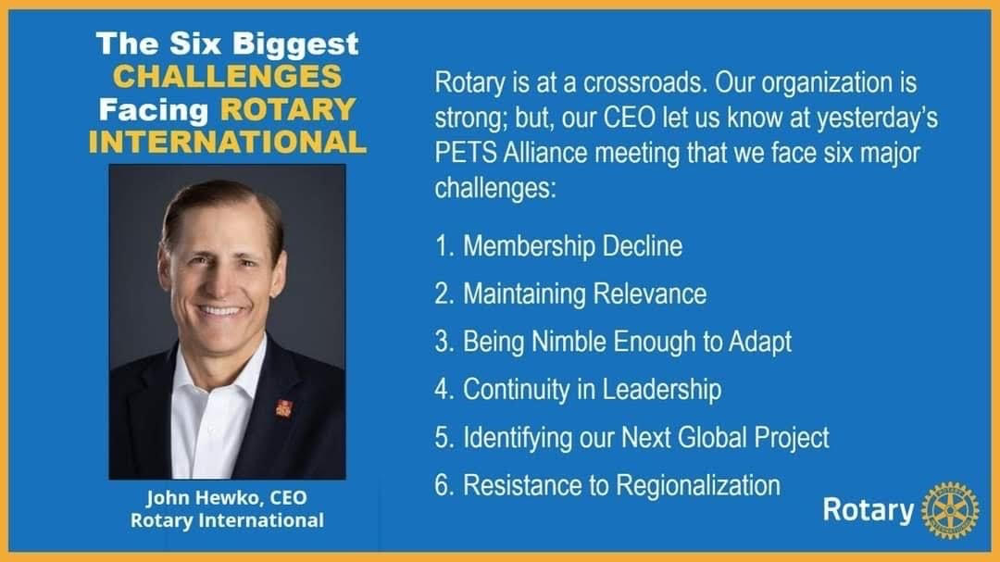 The Six Biggest
CHALLENGES
Facing ROTARY
INTERNATIONAL
John Hewko, CEO
Rotary International
Rotary is at a crossroads. Our organization is
strong; but, our CEO let us know at yesterday’s
PETS Alliance meeting that we face six major
challenges:
1. Membership Decline
2. Maintaining Relevance
3. Being Nimble Enough to Adapt
4. Continuity in Leadership
5. Identifying our Next Global Project
6. Resistance to Regionalization
Rotary
ROTARY
INTERNATIONAL